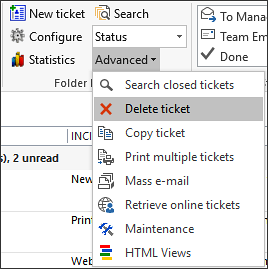 New ticket
Search
To Mana
Configure
Status
Team Em
Statistics
Advanced
Done
Folder
INCI
), 2 unread
Search closed tickets
Delete ticket
New
Copy ticket
Print multiple tickets
Mass e-mail
Prin
Retrieve online tickets
Maintenance
HTML Views
Web